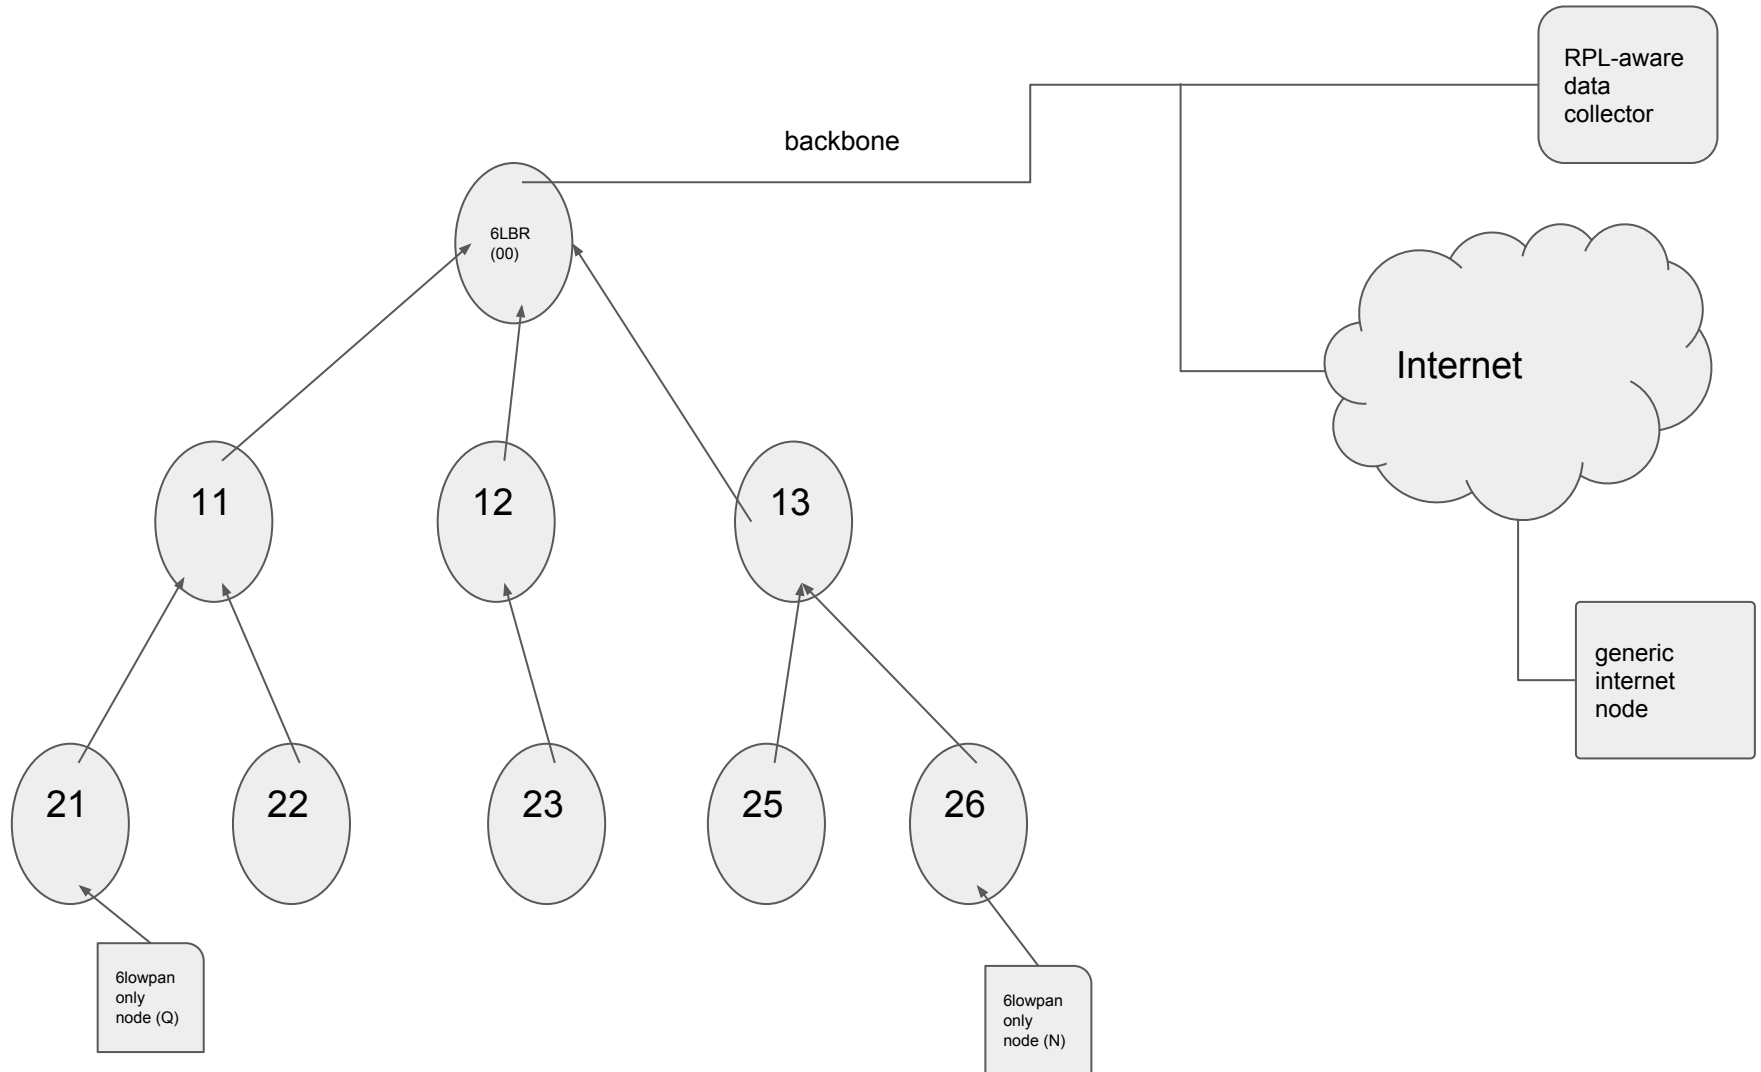 RPL-aware
data
collector
backbone
6LBR
(00)
Internet
11
12
13
generic
internet
node
21
22
23
25
26
6lowpan
only
node (Q)
6lowpan
only
node (N)